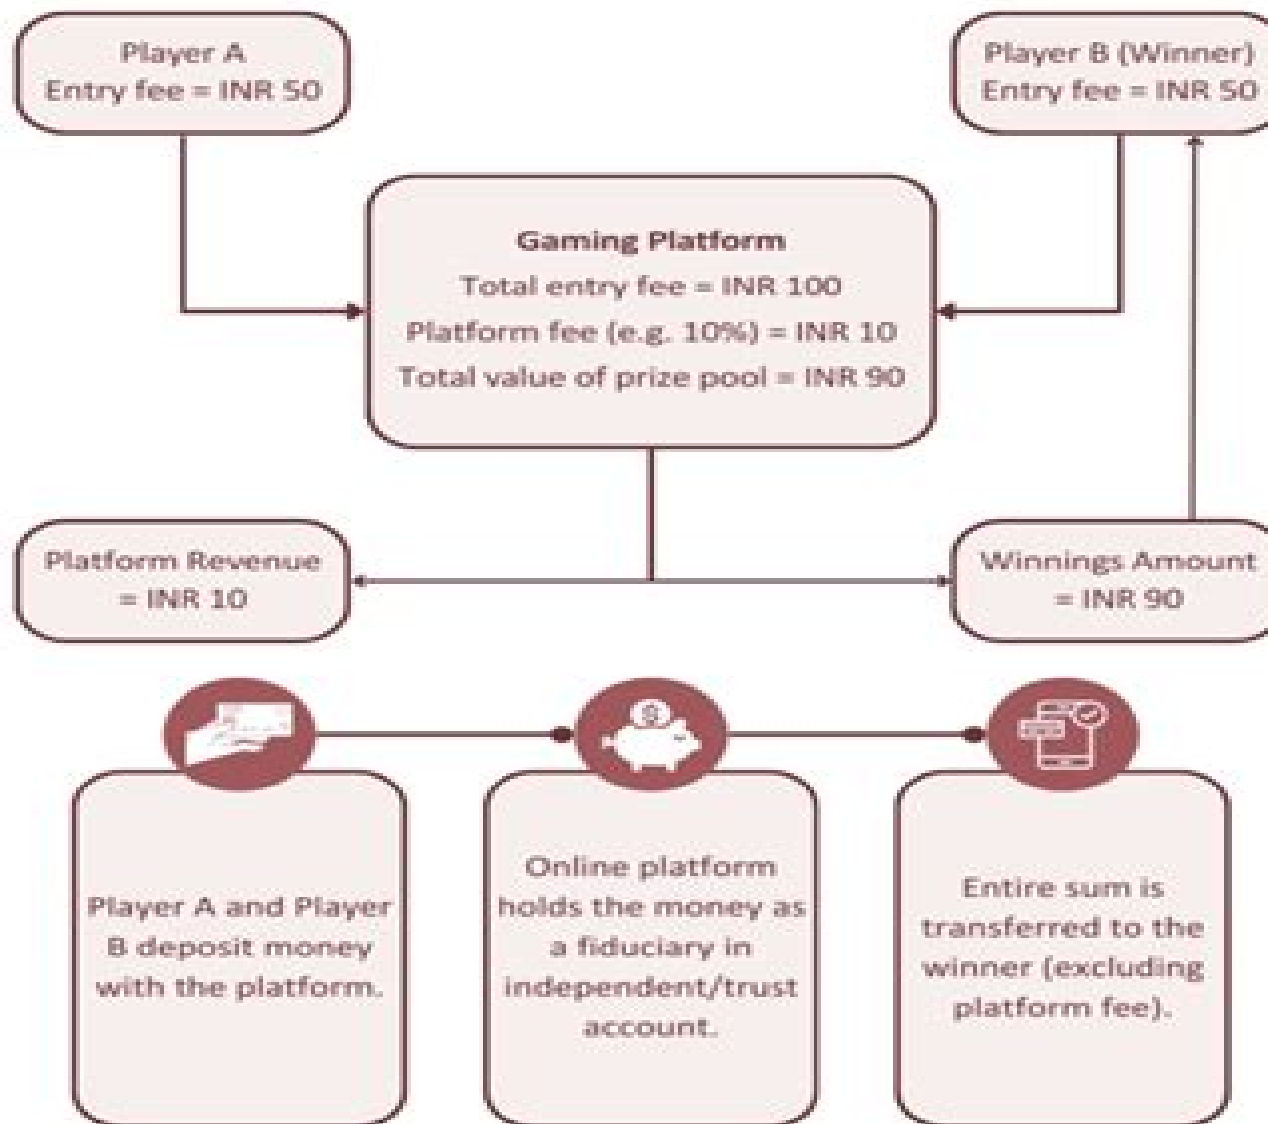 Player A
Entry fee = INR 50
Player B (Winner)
Entry fee = INR 50
Gaming Platform
Total entry fee = INR 100
Platform fee (e.g. 10%) = INR 10
Total value of prize pool = INR 90
Platform Revenue
= INR 10
Winnings Amount
= INR 90
Player A and Player
B deposit money
with the platform.
$
Online platform
holds the money as
a fiduciary in
independent/trust
account.
Entire sum is
transferred to the
winner (excluding
platform fee).